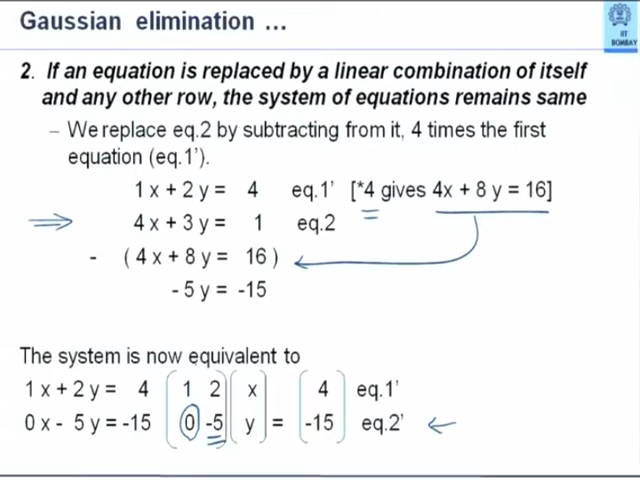 Gaussian elimination ...
IIT
BOMBAY
2. If an equation is replaced by a linear combination of itself
and any other row, the system of equations remains same
– We replace eq.2 by subtracting from it, 4 times the first
equation (eq.1').
1 x + 2 y = 4 eq.1' [*4 gives 4x + 8 y = 16]
4 x + 3 y = 1 eq.2
- ( 4 x + 8 y = 16 )
- 5 y = -15
The system is now equivalent to
1 x + 2 y = 4 ( 1 2 ) ( x ) ( 4 ) eq.1'
0 x - 5 y = -15 ( 0 -5 ) ( y ) = ( -15 ) eq.2'